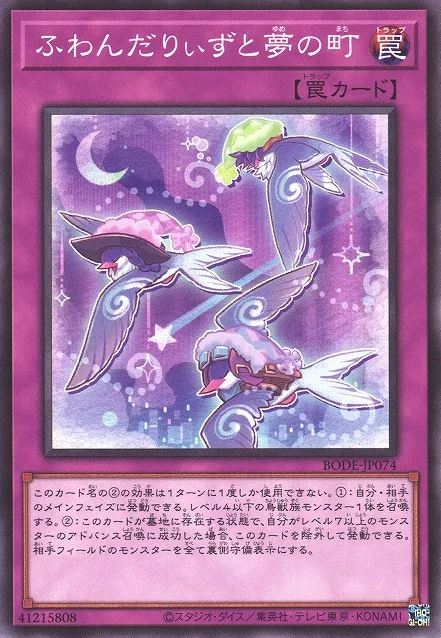 ふわんだりぃずと夢の町 罠
【罠カード】
BODE-JP074
このカード名の②の効果は1ターンに1度しか使用できない。①：自分・相手
のメインフェイズに発動できる。レベル4以下の鳥獣族モンスター1体を召喚
する。②：このカードが墓地に存在する状態で、自分がレベル7以上のモンス
ターのアドバンス召喚に成功した場合、このカードを除外して発動できる。
相手フィールドのモンスターを全て裏側守備表示にする。
41215808 ©スタジオ・ダイス／集英社・テレビ東京・KONAMI